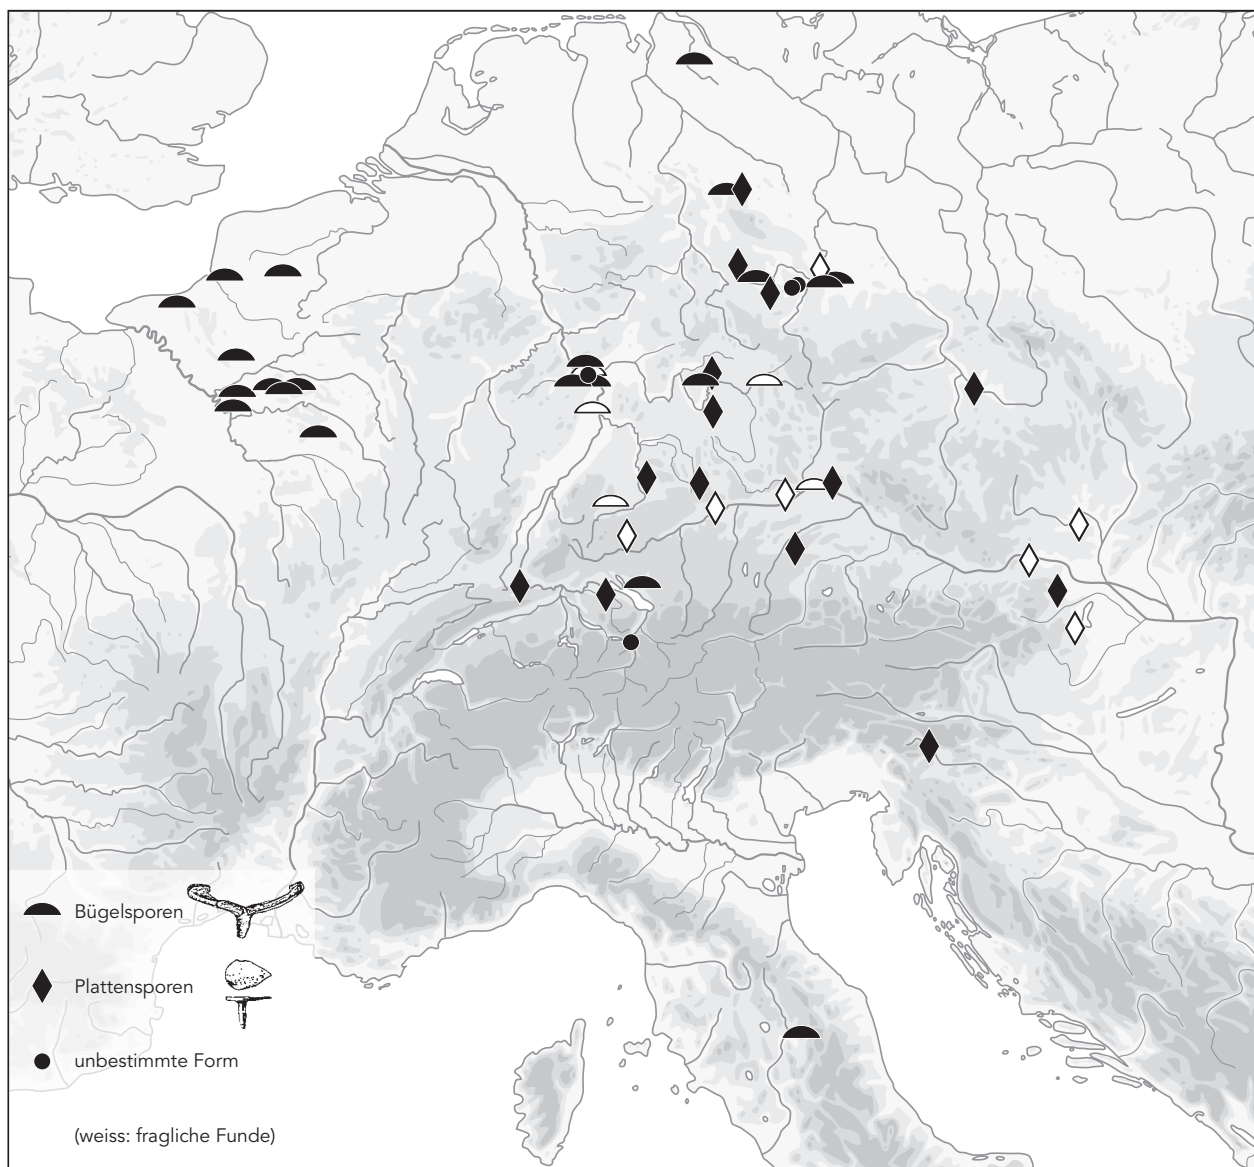 Bügelsporen
Plattensporen
unbestimmte Form
(weiss: fragliche Funde)